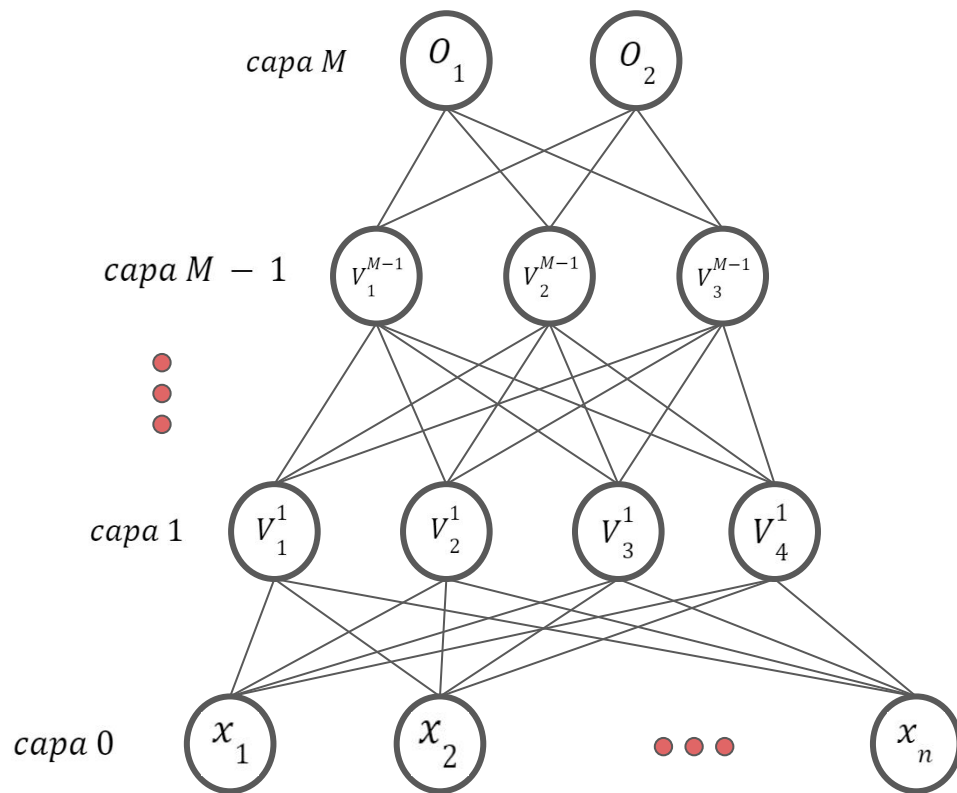 capa M O₁ O₂
capa M − 1 V₁ᴹ⁻¹ V₂ᴹ⁻¹ V₃ᴹ⁻¹
capa 1 V₁¹ V₂¹ V₃¹ V₄¹
capa 0 x₁ x₂ xₙ